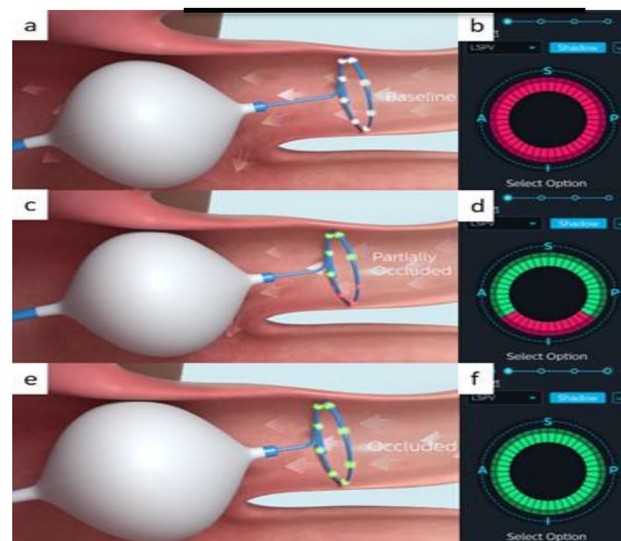 a
Baseline
b
LSPV
Shadow
S
A
P
I
Select Option
c
Partially
Occluded
d
LSPV
Shadow
S
A
P
I
Select Option
e
Occluded
f
LSPV
Shadow
S
A
P
I
Select Option